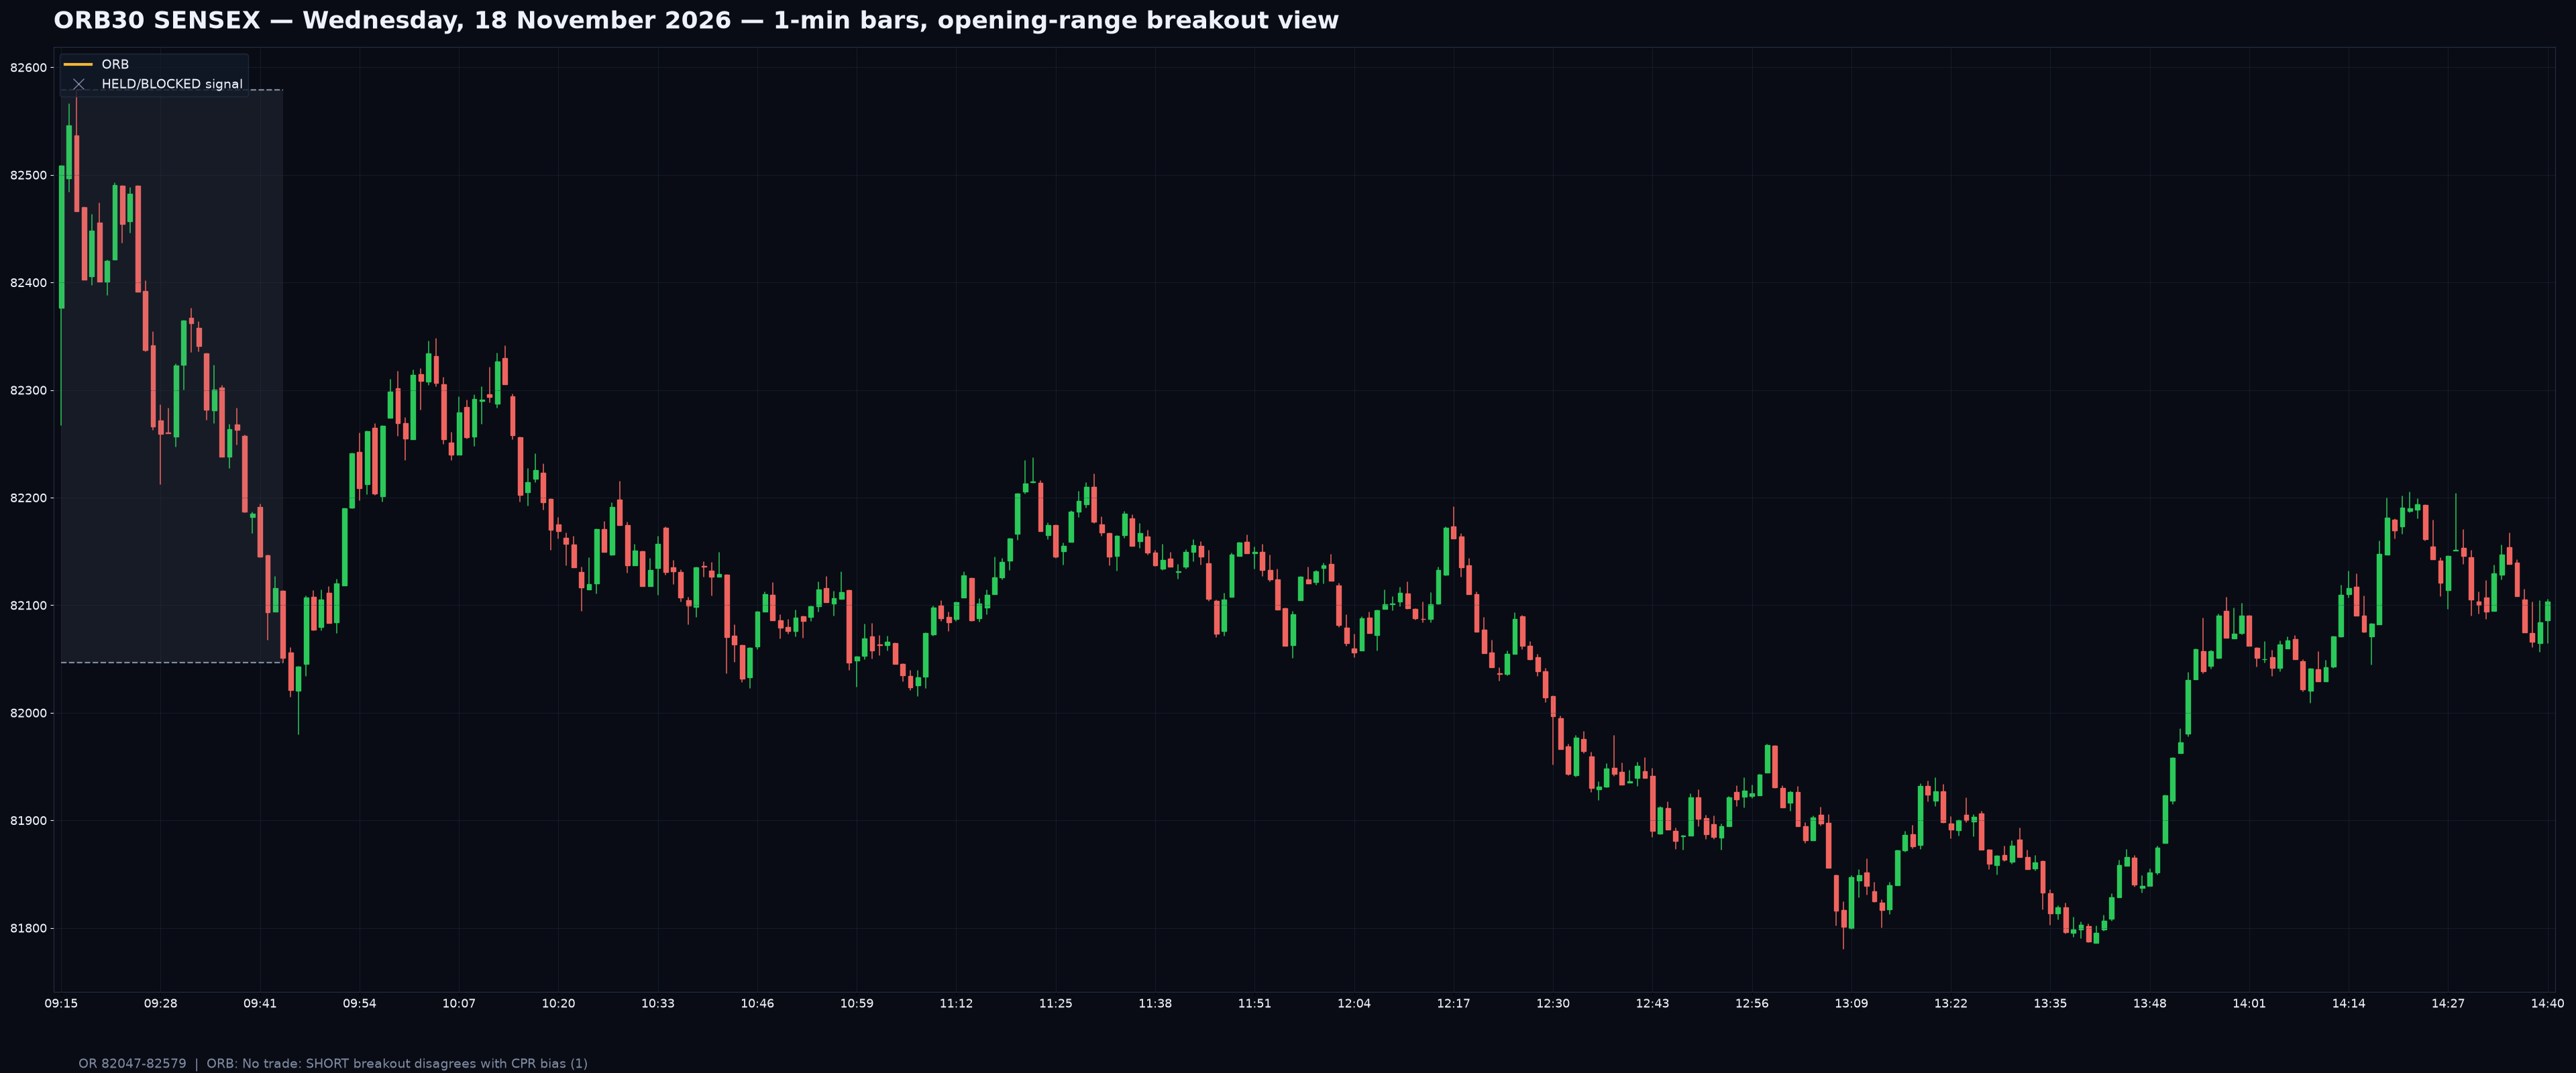 ORB30 SENSEX — Wednesday, 18 November 2026 — 1-min bars, opening-range breakout view
ORB
HELD/BLOCKED signal
82600
82500
82400
82300
82200
82100
82000
81900
81800
09:15 09:28 09:41 09:54 10:07 10:20 10:33 10:46 10:59 11:12 11:25 11:38 11:51 12:04 12:17 12:30 12:43 12:56 13:09 13:22 13:35 13:48 14:01 14:14 14:27 14:40
OR 82047-82579 | ORB: No trade: SHORT breakout disagrees with CPR bias (1)